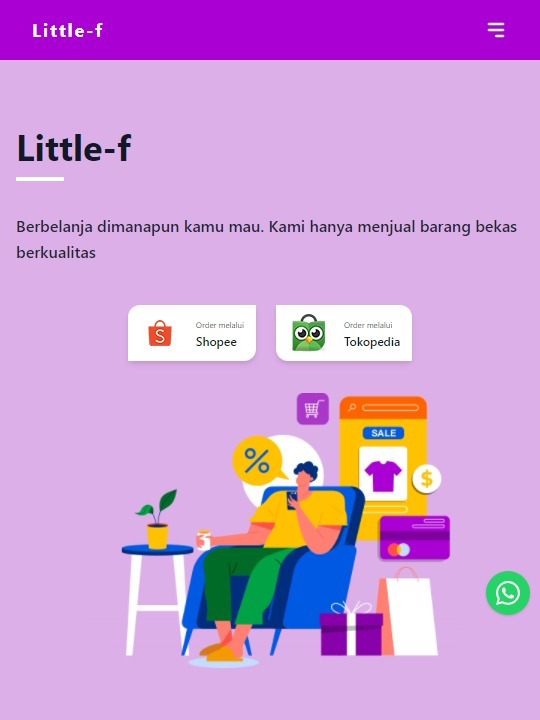 Little-f
Little-f
Berbelanja dimanapun kamu mau. Kami hanya menjual barang bekas
berkualitas
Order melalui
Shopee
Order melalui
Tokopedia
SALE
%
$